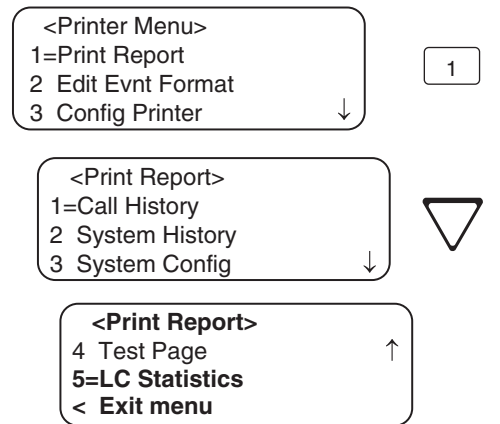 <Printer Menu>
1=Print Report
2 Edit Evnt Format
3 Config Printer ↓
1
<Print Report>
1=Call History
2 System History
3 System Config ↓
<Print Report>
4 Test Page ↑
5=LC Statistics
< Exit menu